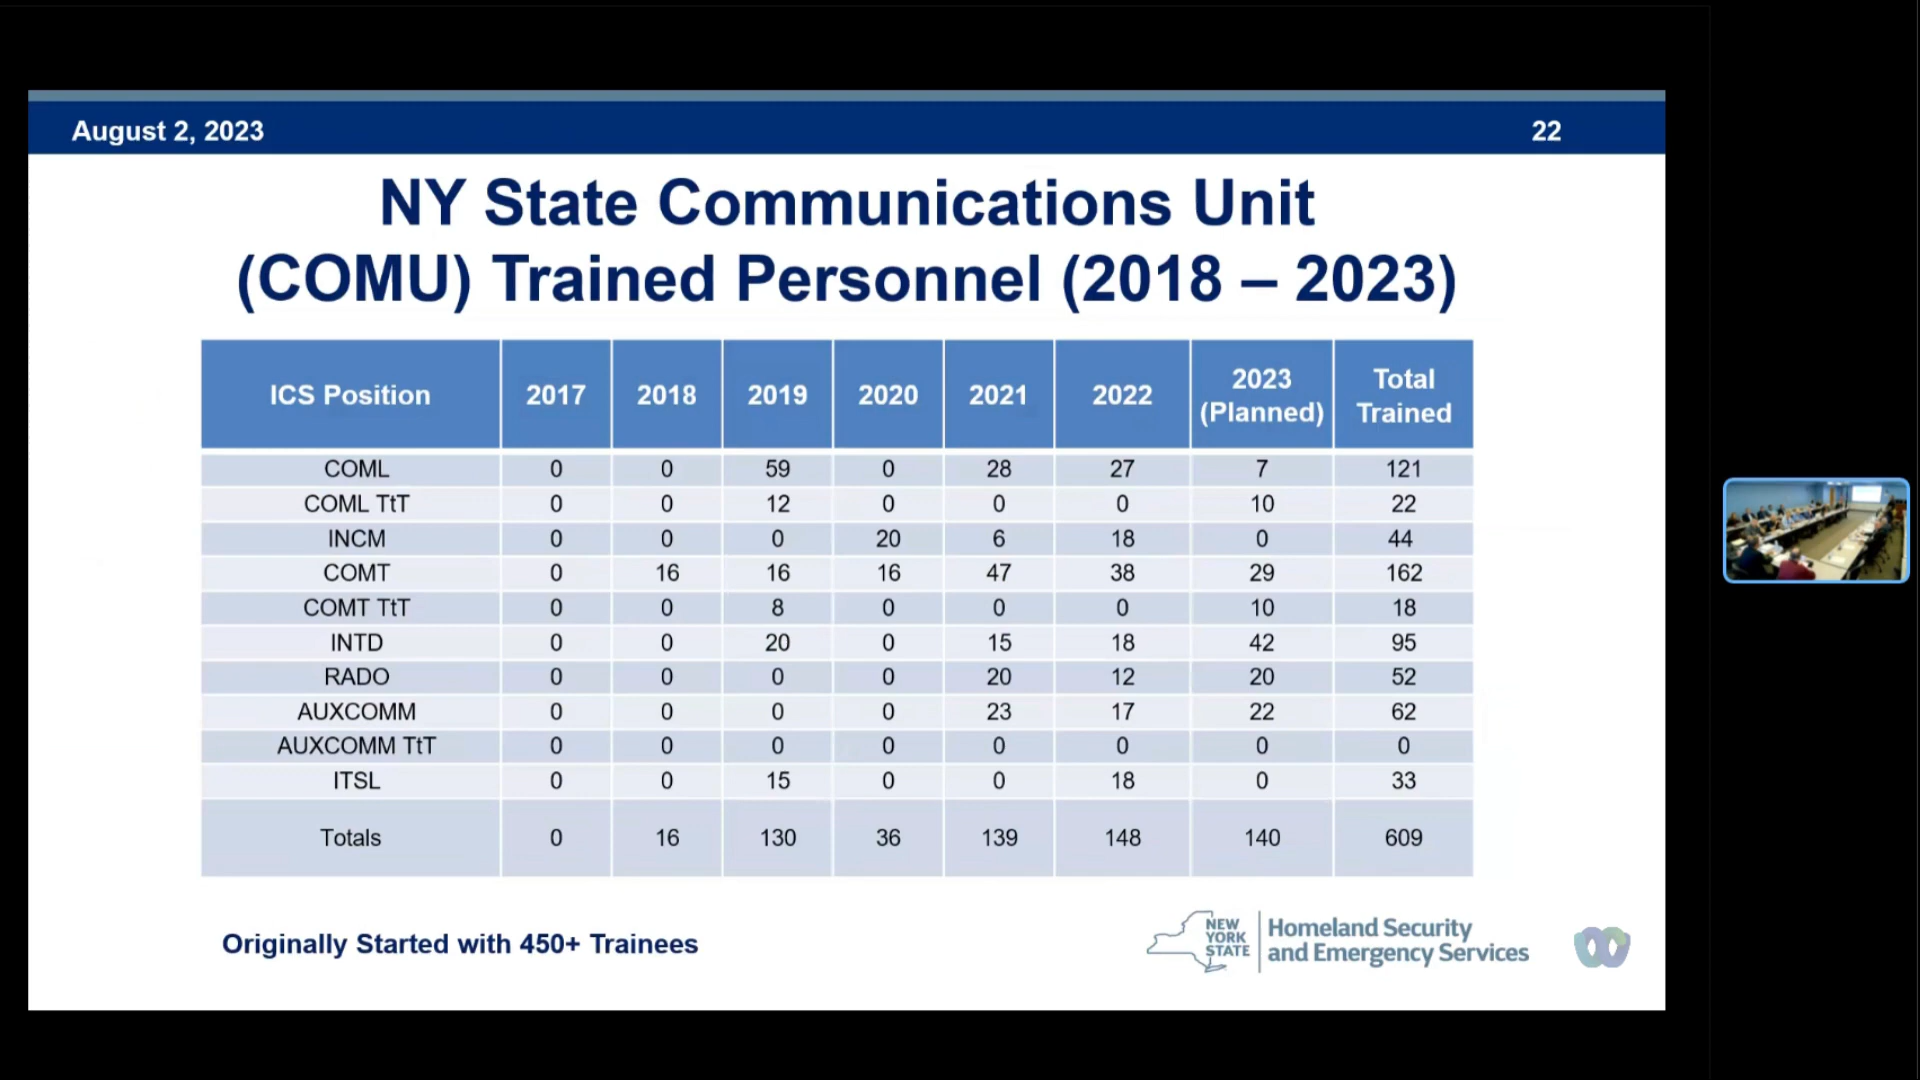 August 2, 2023 22
NY State Communications Unit
(COMU) Trained Personnel (2018 – 2023)
ICS Position 2017 2018 2019 2020 2021 2022 2023 (Planned) Total Trained
COML 0 0 59 0 28 27 7 121
COML TtT 0 0 12 0 0 0 10 22
INCM 0 0 0 20 6 18 0 44
COMT 0 16 16 16 47 38 29 162
COMT TtT 0 0 8 0 0 0 10 18
INTD 0 0 20 0 15 18 42 95
RADO 0 0 0 0 20 12 20 52
AUXCOMM 0 0 0 0 23 17 22 62
AUXCOMM TtT 0 0 0 0 0 0 0 0
ITSL 0 0 15 0 0 18 0 33
Totals 0 16 130 36 139 148 140 609
Originally Started with 450+ Trainees
NEW
YORK
STATE
Homeland Security
and Emergency Services